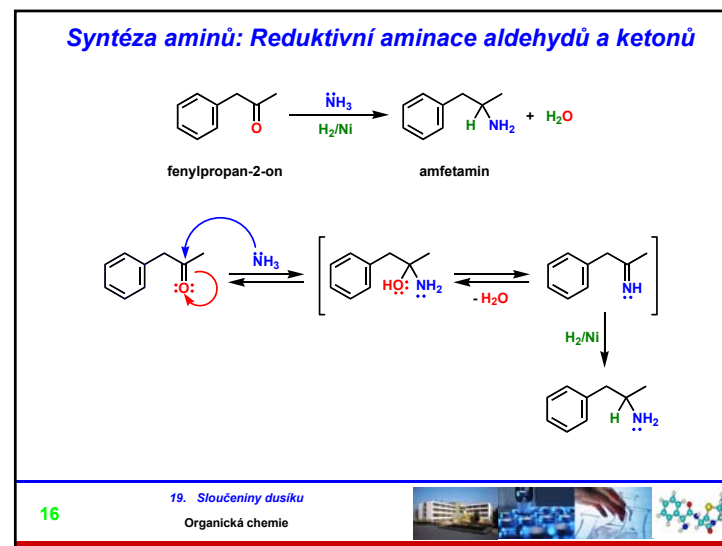 Syntéza aminů: Reduktivní aminace aldehydů a ketonů
NH3
H2/Ni
O
H
NH2
+ H2O
fenylpropan-2-on
amfetamin
NH3
:O:
HO: NH2
- H2O
NH
H2/Ni
H
NH2
16
19. Sloučeniny dusíku
Organická chemie